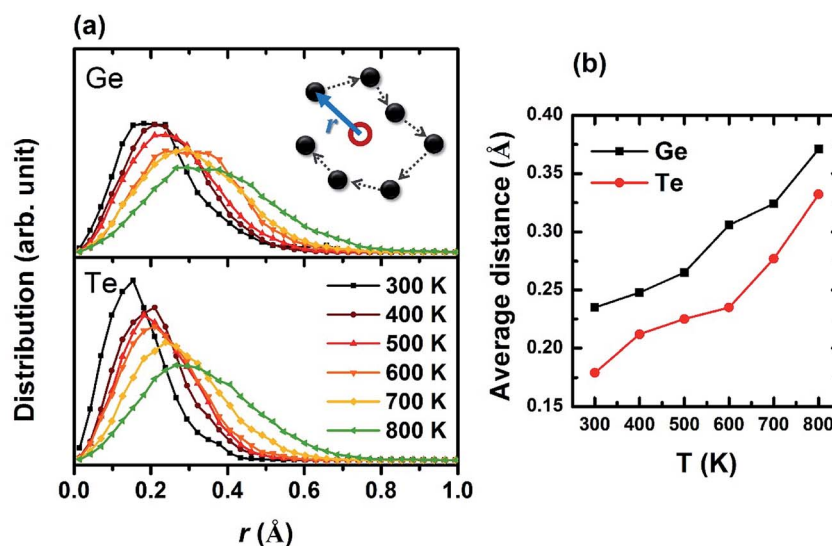 (a)
Ge
r
Te
300 K
400 K
500 K
600 K
700 K
800 K
0.0 0.2 0.4 0.6 0.8 1.0
r (Å)
Distribution (arb. unit)
(b)
0.40
0.35
0.30
0.25
0.20
0.15
Ge
Te
300 400 500 600 700 800
T (K)
Average distance (Å)